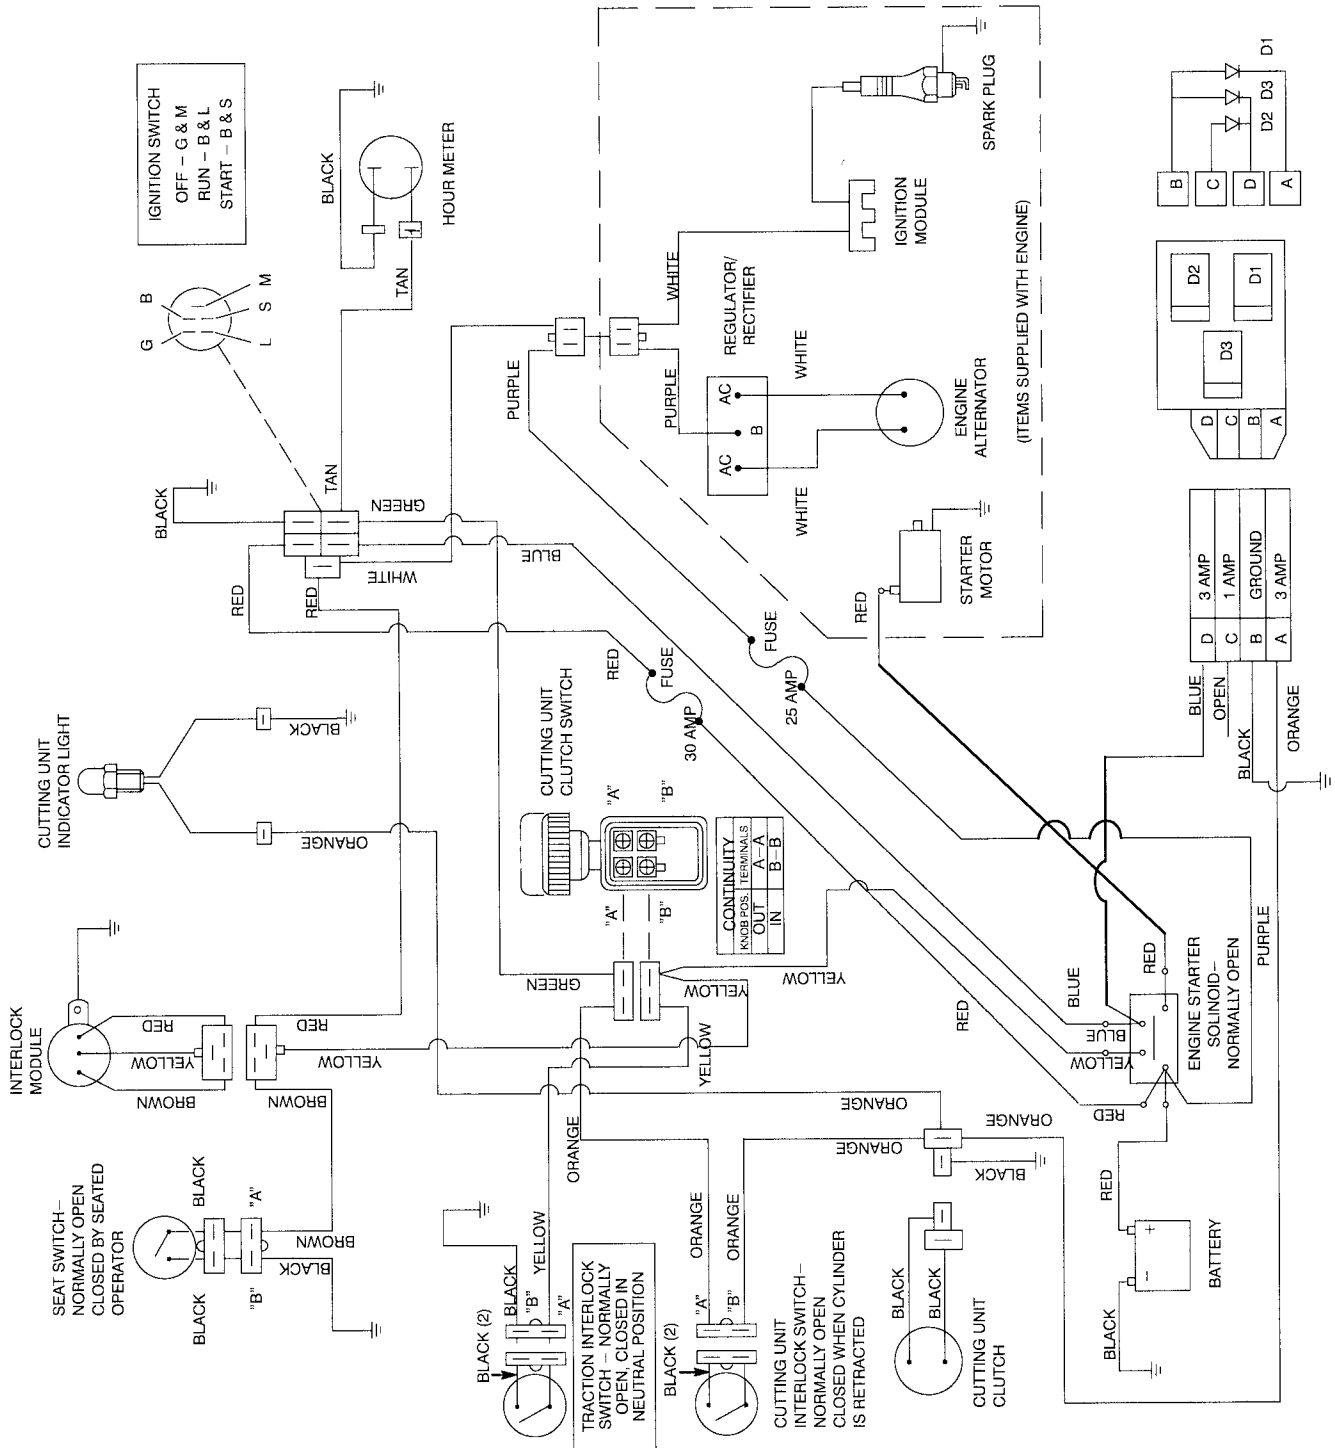 IGNITION SWITCH
OFF – G & M
RUN – B & L
START – B & S
G
B
M
S
L
BLACK
HOUR METER
TAN
TAN
BLACK
GREEN
BLUE
WHITE
RED
RED
RED
CUTTING UNIT
INDICATOR LIGHT
BLACK
ORANGE
INTERLOCK
MODULE
RED
YELLOW
BROWN
RED
YELLOW
BROWN
SEAT SWITCH–
NORMALLY OPEN
CLOSED BY SEATED
OPERATOR
BLACK
BLACK
"A"
"B"
BROWN
BLACK
SPARK PLUG
IGNITION
MODULE
WHITE
PURPLE
PURPLE
REGULATOR/
RECTIFIER
AC
B
AC
WHITE
WHITE
ENGINE
ALTERNATOR
(ITEMS SUPPLIED WITH ENGINE)
STARTER
MOTOR
RED
FUSE
25 AMP
FUSE
30 AMP
CUTTING UNIT
CLUTCH SWITCH
"A"
"B"
"A"
"B"
CONTINUITY
KNOB POS. TERMINALS
OUT A–A
IN B–B
GREEN
YELLOW
YELLOW
YELLOW
ORANGE
ORANGE
BLACK (2)
BLACK
"B"
YELLOW
"A"
TRACTION INTERLOCK
SWITCH – NORMALLY
OPEN, CLOSED IN
NEUTRAL POSITION
BLACK (2)
"A"
ORANGE
"B"
ORANGE
CUTTING UNIT
INTERLOCK SWITCH–
NORMALLY OPEN
CLOSED WHEN CYLINDER
IS RETRACTED
ORANGE
ORANGE
BLACK
BLACK
BLACK
CUTTING UNIT
CLUTCH
RED
BLUE
BLUE
YELLOW
RED
RED
ENGINE STARTER
SOLINOID–
NORMALLY OPEN
PURPLE
RED
BLACK
+
-
BATTERY
BLUE
OPEN
BLACK
ORANGE
D 3 AMP
C 1 AMP
B GROUND
A 3 AMP
D
C
B
A
D2
D3
D1
B
C
D
A
D2
D3
D1